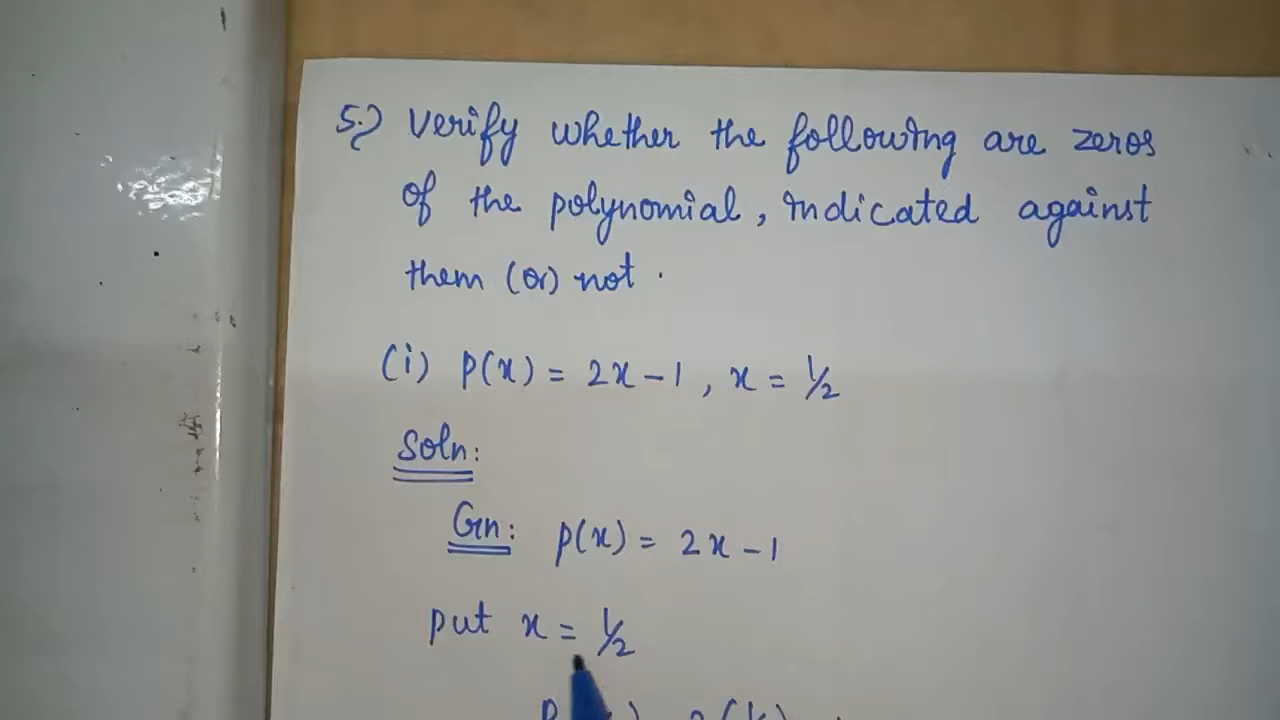 5.) Verify whether the following are zeros
of the polynomial, indicated against
them (or) not.
(i) p(x) = 2x - 1, x = 1/2
Soln:
Gn: p(x) = 2x - 1
put x = 1/2